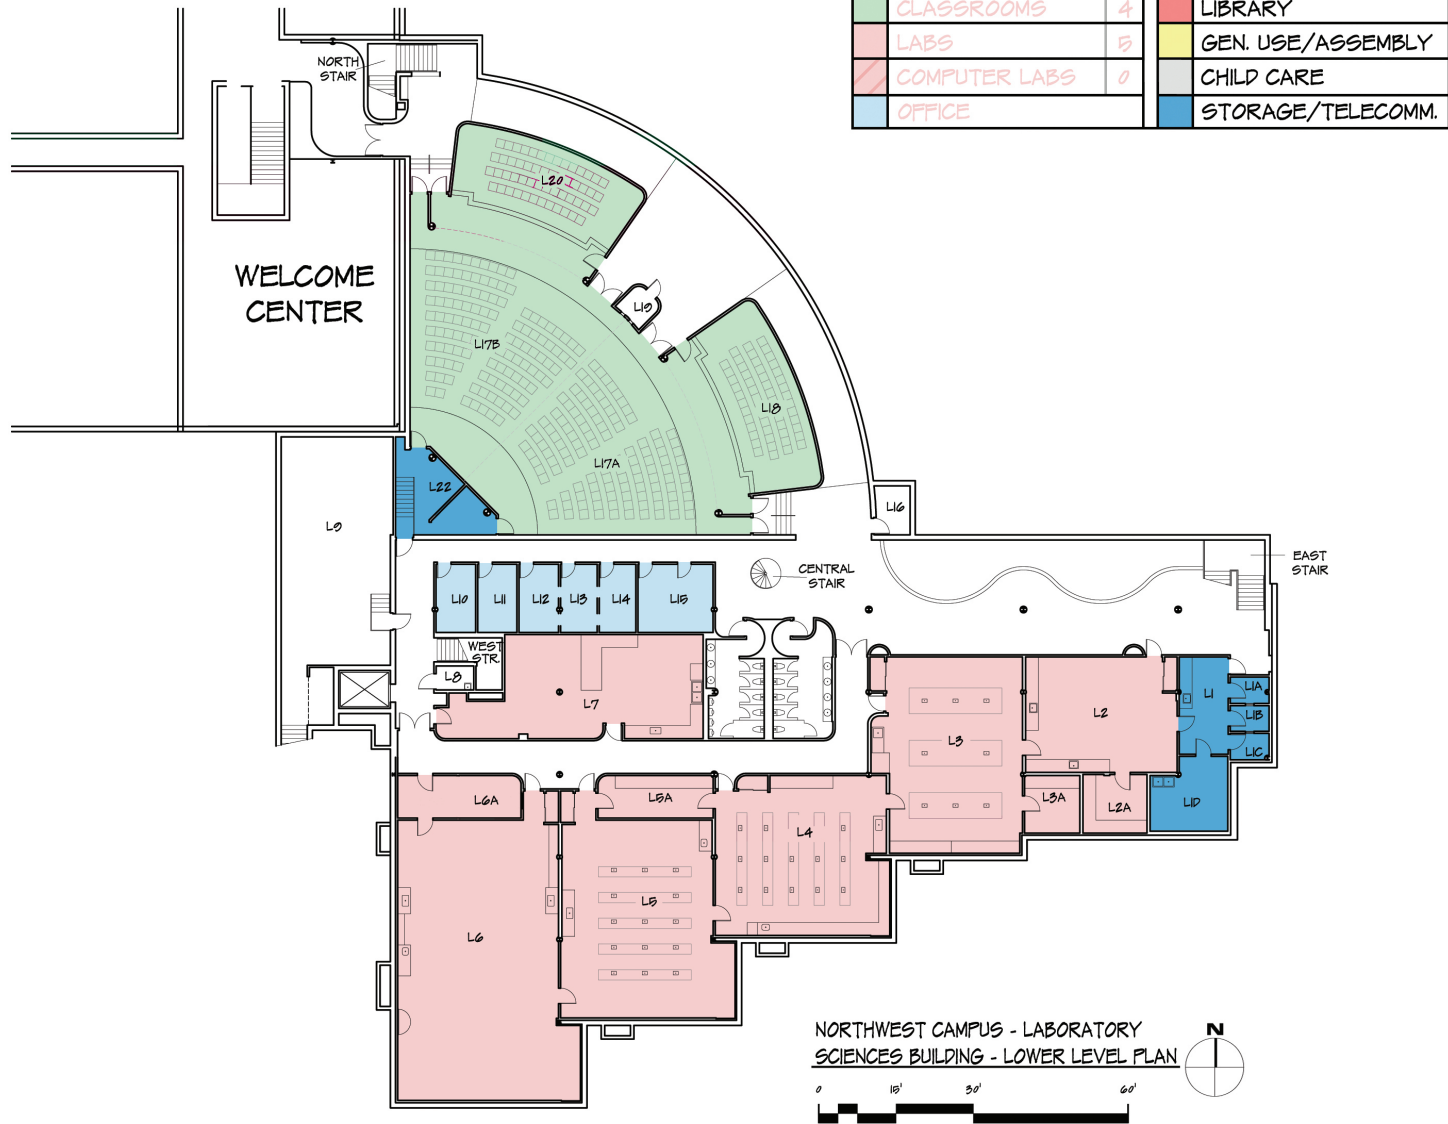 CLASSROOMS 4
LIBRARY
LABS 5
GEN. USE/ASSEMBLY
COMPUTER LABS 0
CHILD CARE
OFFICE
STORAGE/TELECOMM.
NORTH
STAIR
L20
WELCOME
CENTER
L19
L17B
L18
L17A
L22
L16
L9
EAST
STAIR
CENTRAL
STAIR
L10
L11
L12
L13
L14
L15
WEST
STR.
L8
L7
L1
L1A
L1B
L1C
L2
L3
L6A
L5A
L3A
L2A
L1D
L4
L5
L6
NORTHWEST CAMPUS - LABORATORY
SCIENCES BUILDING - LOWER LEVEL PLAN
N
0 15' 30' 60'